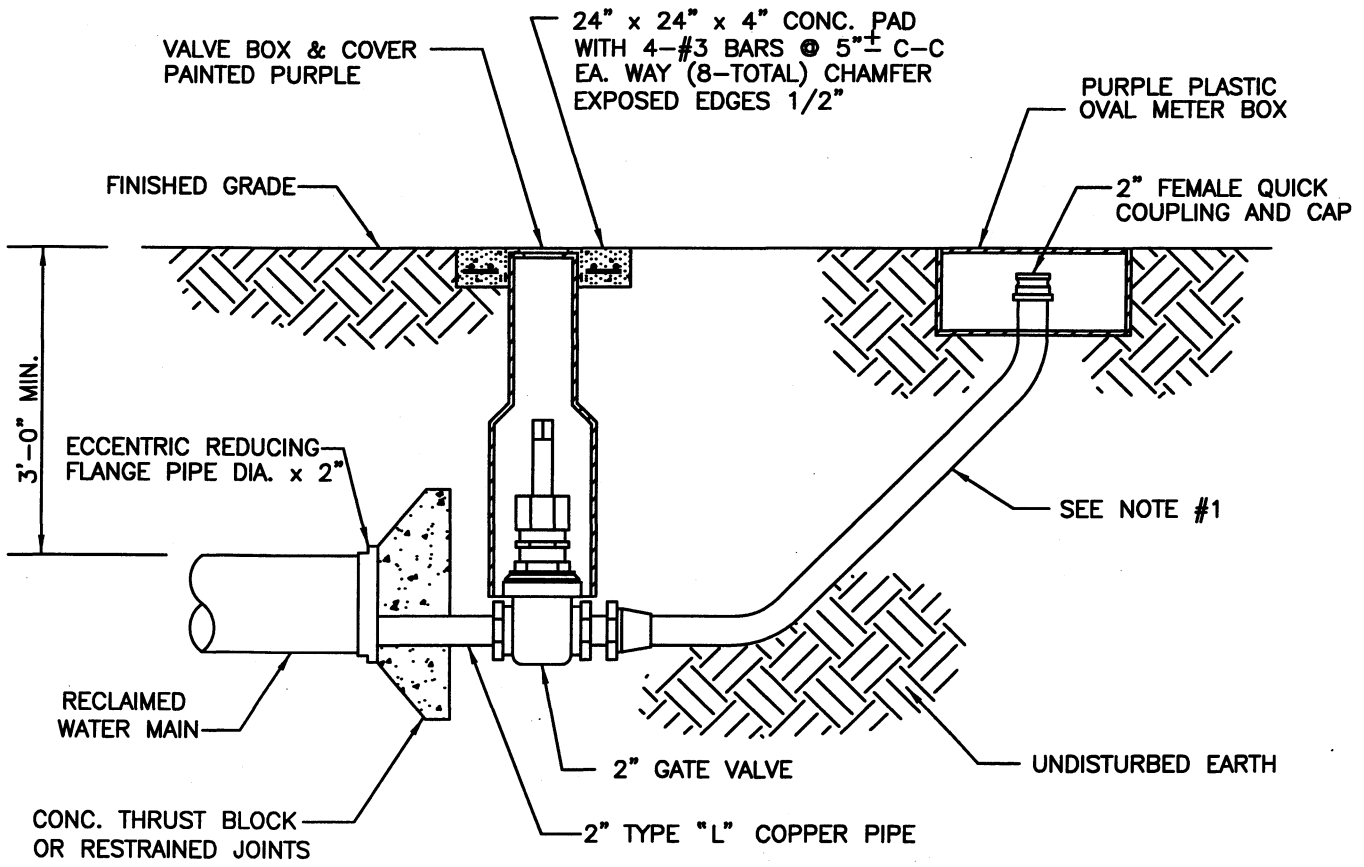 24" x 24" x 4" CONC. PAD
WITH 4-#3 BARS @ 5"± C-C
EA. WAY (8-TOTAL) CHAMFER
EXPOSED EDGES 1/2"
VALVE BOX & COVER
PAINTED PURPLE
PURPLE PLASTIC
OVAL METER BOX
FINISHED GRADE
2" FEMALE QUICK
COUPLING AND CAP
3'-0" MIN.
ECCENTRIC REDUCING
FLANGE PIPE DIA. x 2"
SEE NOTE #1
RECLAIMED
WATER MAIN
2" GATE VALVE
UNDISTURBED EARTH
CONC. THRUST BLOCK
OR RESTRAINED JOINTS
2" TYPE "L" COPPER PIPE